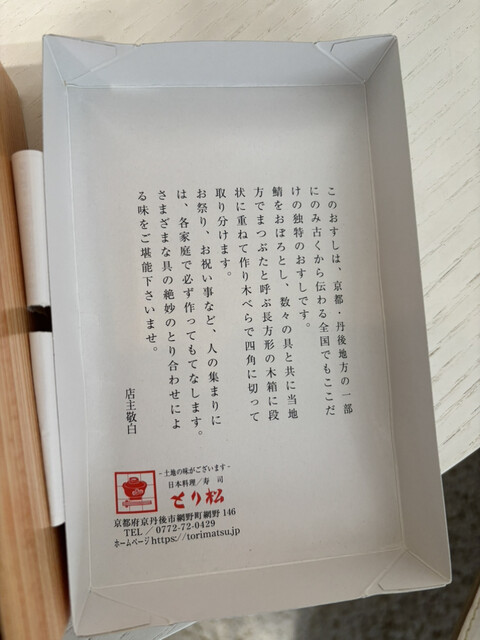 このおすしは、京都・丹後地方の一部
にのみ古くから伝わる全国でもここだ
けの独特のおすしです。
鯖をおぼろとし、数々の具と共に当地
方でまつぶたと呼ぶ長方形の木箱に段
状に重ねて作り木べらで四角に切って
取り分けます。
お祭り、お祝い事など、人の集まりに
は、各家庭で必ず作ってもてなします。
さまざまな具の絶妙のとり合わせによ
る味をご堪能下さいませ。
店主敬白
-土地の味がございます-
日本料理/寿司
とり松
京都府京丹後市網野町網野146
TEL/0772-72-0429
ホームページhttps://torimatsu.jp/